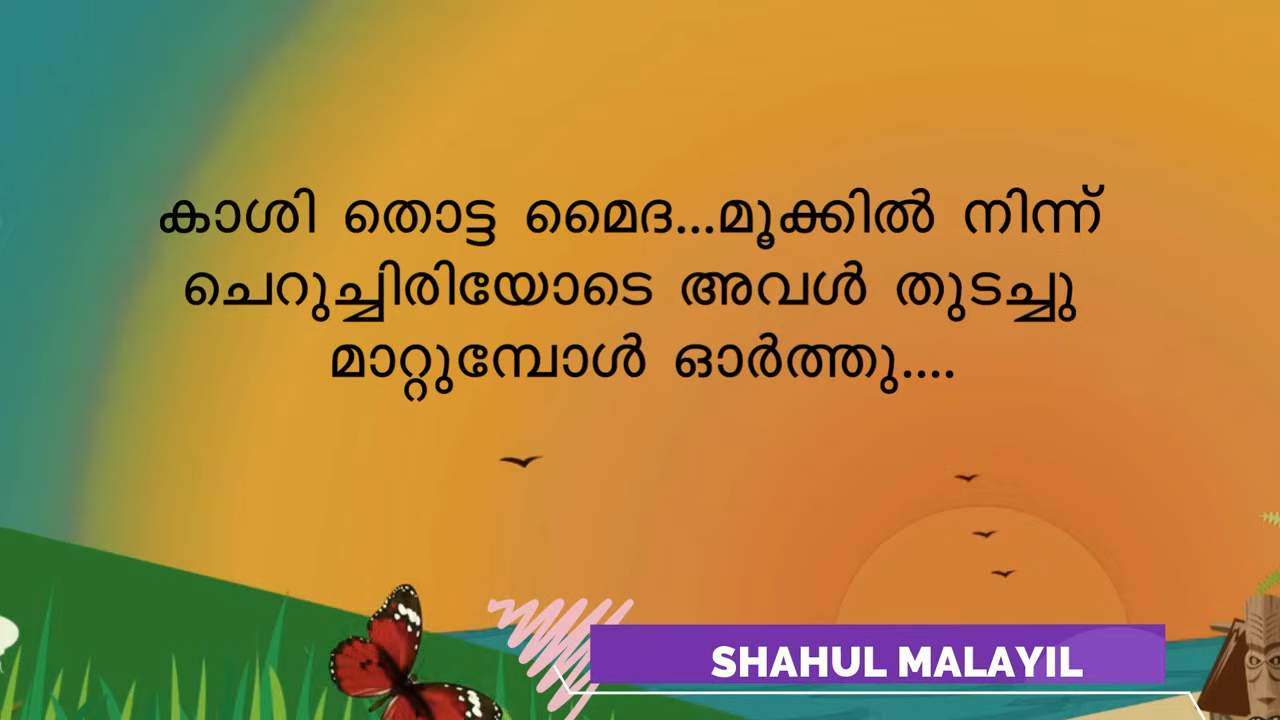 കാശി തൊട്ട മൈദ...മൂക്കിൽ നിന്ന്
ചെറുച്ചിരിയോടെ അവൾ തുടച്ചു
മാറ്റുമ്പോൾ ഓർത്തു....
SHAHUL MALAYIL